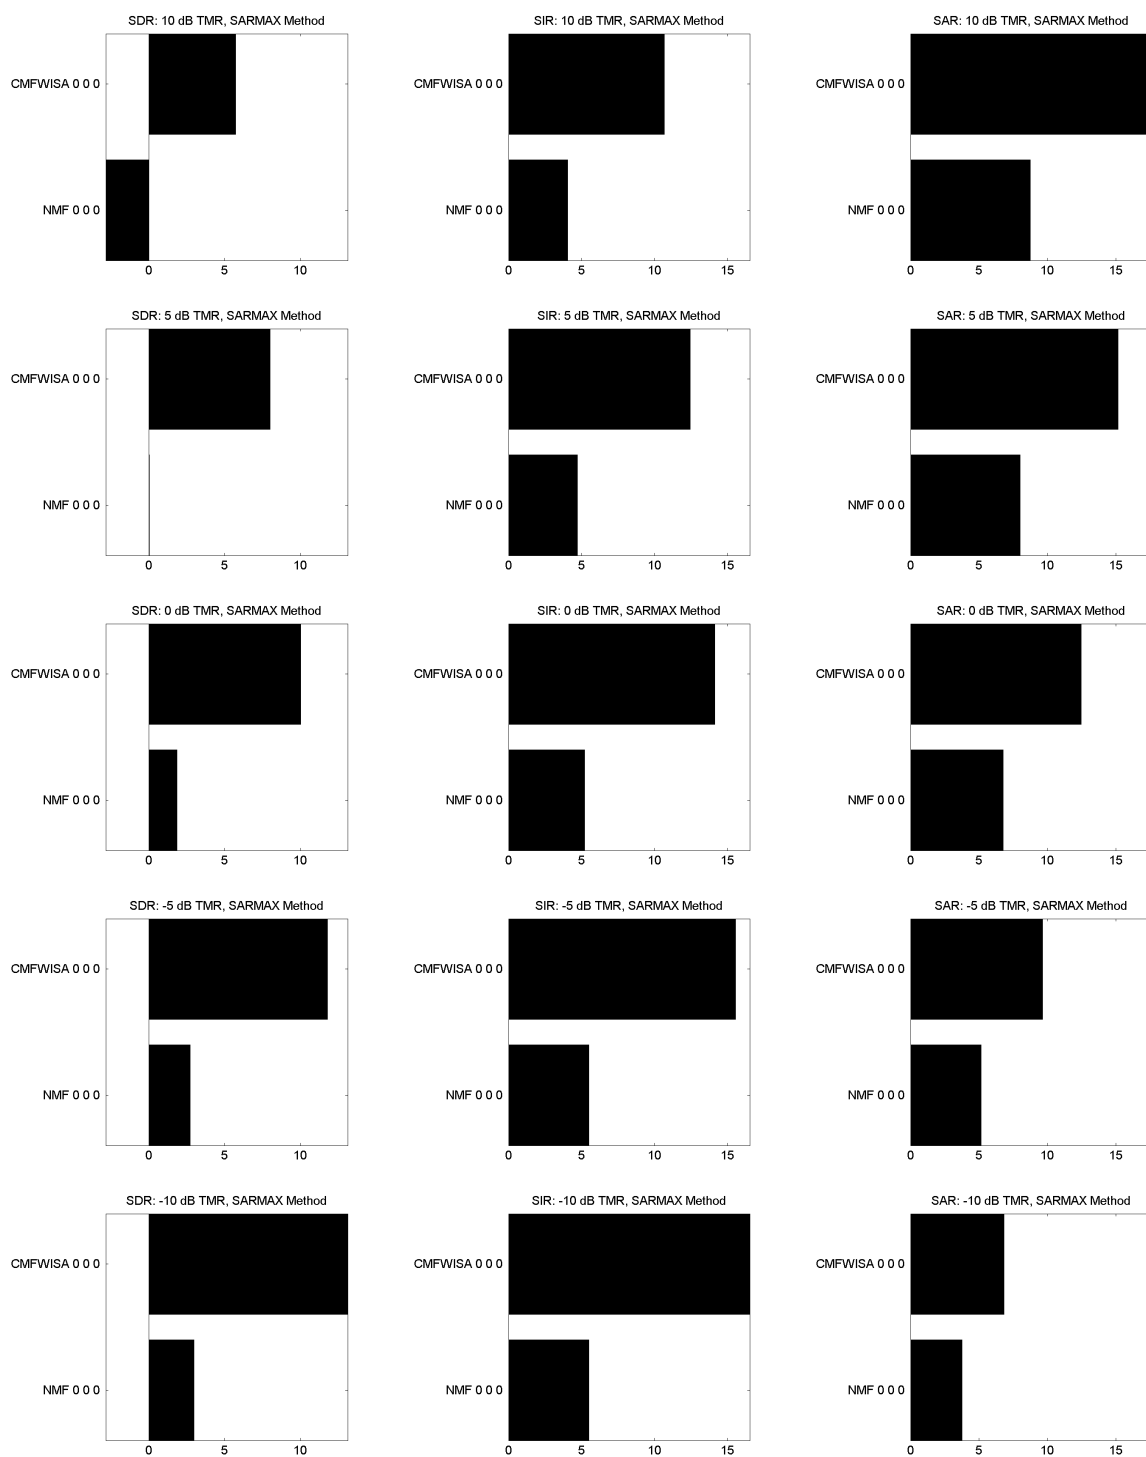 SDR: 10 dB TMR, SARMAX Method
CMFWISA 0 0 0
NMF 0 0 0
0 5 10
SIR: 10 dB TMR, SARMAX Method
CMFWISA 0 0 0
NMF 0 0 0
0 5 10 15
SAR: 10 dB TMR, SARMAX Method
CMFWISA 0 0 0
NMF 0 0 0
0 5 10 15
SDR: 5 dB TMR, SARMAX Method
CMFWISA 0 0 0
NMF 0 0 0
0 5 10
SIR: 5 dB TMR, SARMAX Method
CMFWISA 0 0 0
NMF 0 0 0
0 5 10 15
SAR: 5 dB TMR, SARMAX Method
CMFWISA 0 0 0
NMF 0 0 0
0 5 10 15
SDR: 0 dB TMR, SARMAX Method
CMFWISA 0 0 0
NMF 0 0 0
0 5 10
SIR: 0 dB TMR, SARMAX Method
CMFWISA 0 0 0
NMF 0 0 0
0 5 10 15
SAR: 0 dB TMR, SARMAX Method
CMFWISA 0 0 0
NMF 0 0 0
0 5 10 15
SDR: -5 dB TMR, SARMAX Method
CMFWISA 0 0 0
NMF 0 0 0
0 5 10
SIR: -5 dB TMR, SARMAX Method
CMFWISA 0 0 0
NMF 0 0 0
0 5 10 15
SAR: -5 dB TMR, SARMAX Method
CMFWISA 0 0 0
NMF 0 0 0
0 5 10 15
SDR: -10 dB TMR, SARMAX Method
CMFWISA 0 0 0
NMF 0 0 0
0 5 10
SIR: -10 dB TMR, SARMAX Method
CMFWISA 0 0 0
NMF 0 0 0
0 5 10 15
SAR: -10 dB TMR, SARMAX Method
CMFWISA 0 0 0
NMF 0 0 0
0 5 10 15